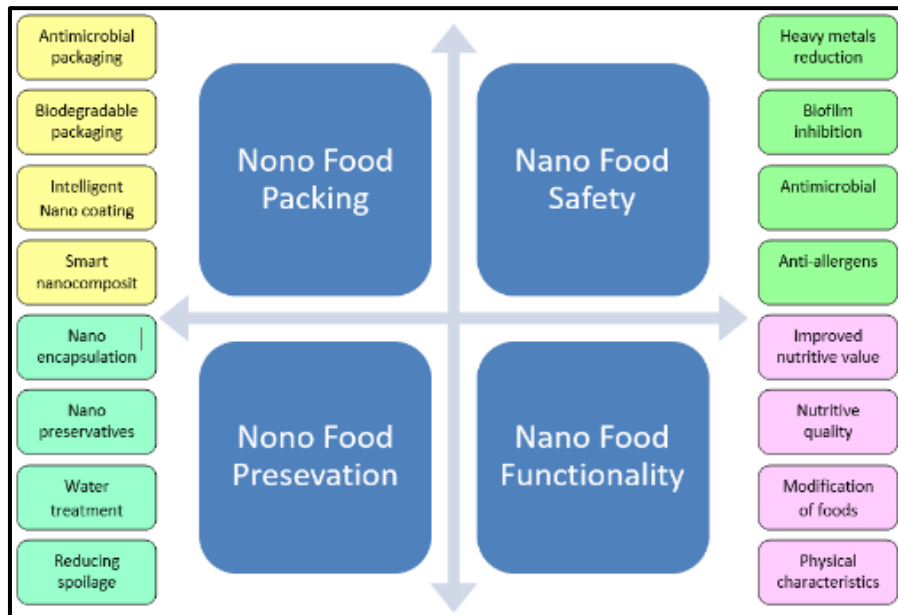 Antimicrobial
packaging
Biodegradable
packaging
Intelligent
Nano coating
Smart
nanocomposit
Nano
encapsulation
Nano
preservatives
Water
treatment
Reducing
spoilage
Nono Food
Packing
Nano Food
Safety
Nono Food
Presevation
Nano Food
Functionality
Heavy metals
reduction
Biofilm
inhibition
Antimicrobial
Anti-allergens
Improved
nutritive value
Nutritive
quality
Modification
of foods
Physical
characteristics